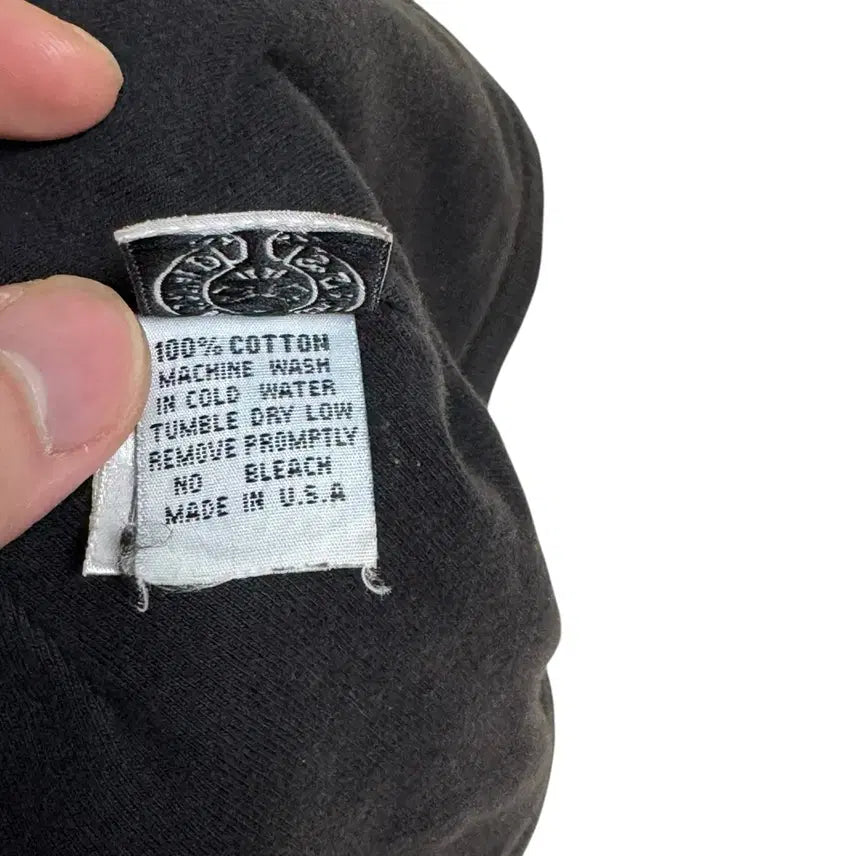 100% COTTON
MACHINE WASH
IN COLD WATER
TUMBLE DRY LOW
REMOVE PROMPTLY
NO BLEACH
MADE IN U.S.A